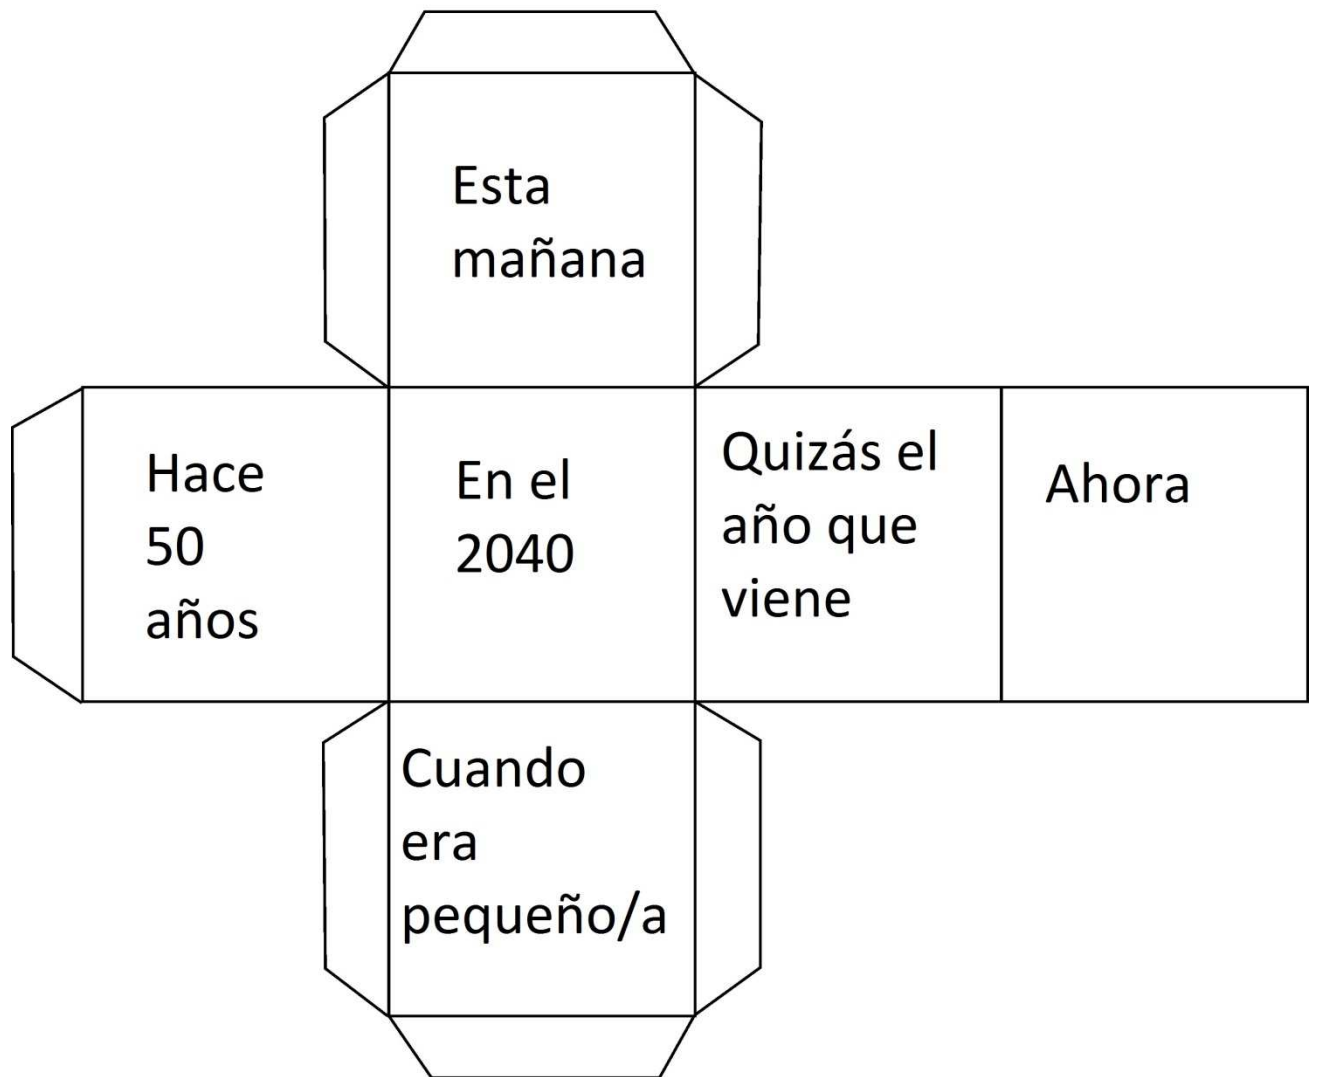 Esta
mañana
Hace
50
años
En el
2040
Quizás el
año que
viene
Ahora
Cuando
era
pequeño/a